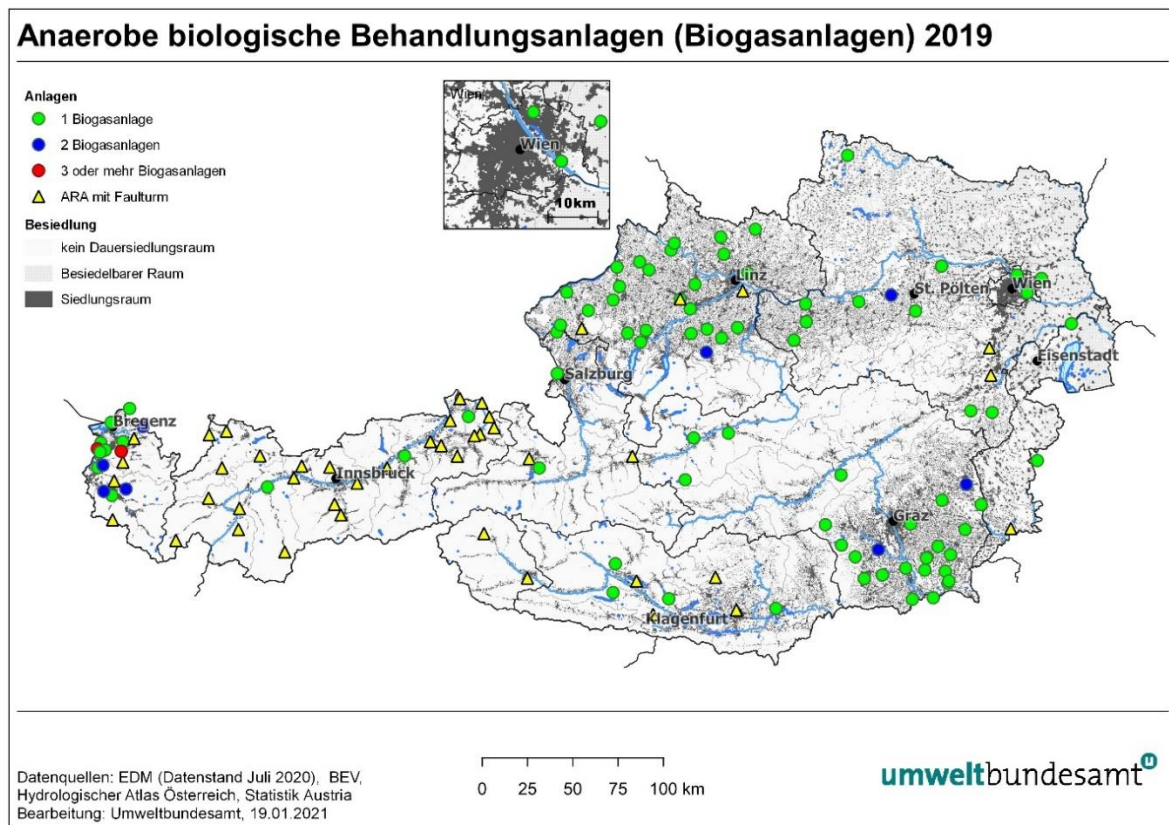 Anaerobe biologische Behandlungsanlagen (Biogasanlagen) 2019
Anlagen
1 Biogasanlage
2 Biogasanlagen
3 oder mehr Biogasanlagen
ARA mit Faulturm
Besiedlung
kein Dauersiedlungsraum
Besiedelbarer Raum
Siedlungsraum
Wien
Wien
10km
Linz
St. Pölten
Wien
Eisenstadt
Salzburg
Bregenz
Innsbruck
Graz
Klagenfurt
Datenquellen: EDM (Datenstand Juli 2020), BEV,
Hydrologischer Atlas Österreich, Statistik Austria
Bearbeitung: Umweltbundesamt, 19.01.2021
0 25 50 75 100 km
umweltbundesamt u